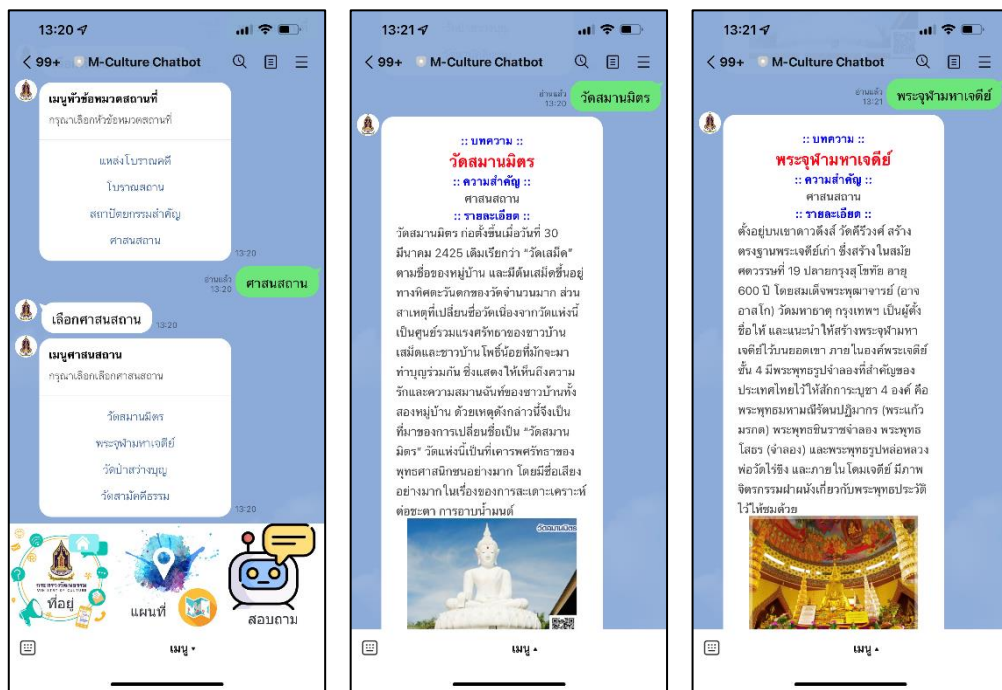 13:20
99+ M-Culture Chatbot
เมนูหัวข้อหมวดสถานที่
กรุณาเลือกหัวข้อหมวดสถานที่
แหล่งโบราณคดี
โบราณสถาน
สถาปัตยกรรมสำคัญ
ศาสนสถาน
13:20
อ่านแล้ว
13:20
ศาสนสถาน
เลือกศาสนสถาน
13:20
เมนูศาสนสถาน
กรุณาเลือกเลือกศาสนสถาน
วัดสมานมิตร
พระจุฬามหาเจดีย์
วัดป่าสว่างบุญ
วัดสามัคคีธรรม
13:20
กระทรวงวัฒนธรรม
ที่อยู่
แผนที่
สอบถาม
เมนู
13:21
99+ M-Culture Chatbot
อ่านแล้ว
13:20
วัดสมานมิตร
:: บทความ ::
วัดสมานมิตร
:: ความสำคัญ ::
ศาสนสถาน
:: รายละเอียด ::
วัดสมานมิตร ก่อตั้งขึ้นเมื่อวันที่ 30
มีนาคม 2425 เดิมเรียกว่า “วัดเสม็ด”
ตามชื่อของหมู่บ้าน และมีต้นเสม็ดขึ้นอยู่
ทางทิศตะวันตกของวัดจำนวนมาก ส่วน
สาเหตุที่เปลี่ยนชื่อวัดเนื่องจากวัดแห่งนี้
เป็นศูนย์รวมแรงศรัทธาของชาวบ้าน
เสม็ดและชาวบ้านโพธิ์น้อยที่มักจะมา
ทำบุญร่วมกัน ซึ่งแสดงให้เห็นถึงความ
รักและความสมานฉันท์ของชาวบ้านทั้ง
สองหมู่บ้าน ด้วยเหตุดังกล่าวนี้จึงเป็น
ที่มาของการเปลี่ยนชื่อเป็น “วัดสมาน
มิตร” วัดแห่งนี้เป็นที่เคารพศรัทธาของ
พุทธศาสนิกชนอย่างมาก โดยมีชื่อเสียง
อย่างมากในเรื่องของการสะเดาะเคราะห์
ต่อชะตา การอาบน้ำมนต์
วัดสมานมิตร
เมนู
13:21
99+ M-Culture Chatbot
อ่านแล้ว
13:21
พระจุฬามหาเจดีย์
:: บทความ ::
พระจุฬามหาเจดีย์
:: ความสำคัญ ::
ศาสนสถาน
:: รายละเอียด ::
ตั้งอยู่บนเขาดาวดึงส์ วัดคีรีวงศ์ สร้าง
ตรงฐานพระเจดีย์เก่า ซึ่งสร้างในสมัย
ศตวรรษที่ 19 ปลายกรุงสุโขทัย อายุ
600 ปี โดยสมเด็จพระพุฒาจารย์ (อาจ
อาสโภ) วัดมหาธาตุ กรุงเทพฯ เป็นผู้ตั้ง
ชื่อให้ และแนะนำให้สร้างพระจุฬามหา
เจดีย์ไว้บนยอดเขา ภายในองค์พระเจดีย์
ชั้น 4 มีพระพุทธรูปจำลองที่สำคัญของ
ประเทศไทยไว้ให้สักการะบูชา 4 องค์ คือ
พระพุทธมหามณีรัตนปฏิมากร (พระแก้ว
มรกต) พระพุทธชินราชจำลอง พระพุทธ
โสธร (จำลอง) และพระพุทธรูปหล่อหลวง
พ่อวัดไร่ขิง และภายในโดมเจดีย์ มีภาพ
จิตรกรรมฝาผนังเกี่ยวกับพระพุทธประวัติ
ไว้ให้ชมด้วย
เมนู